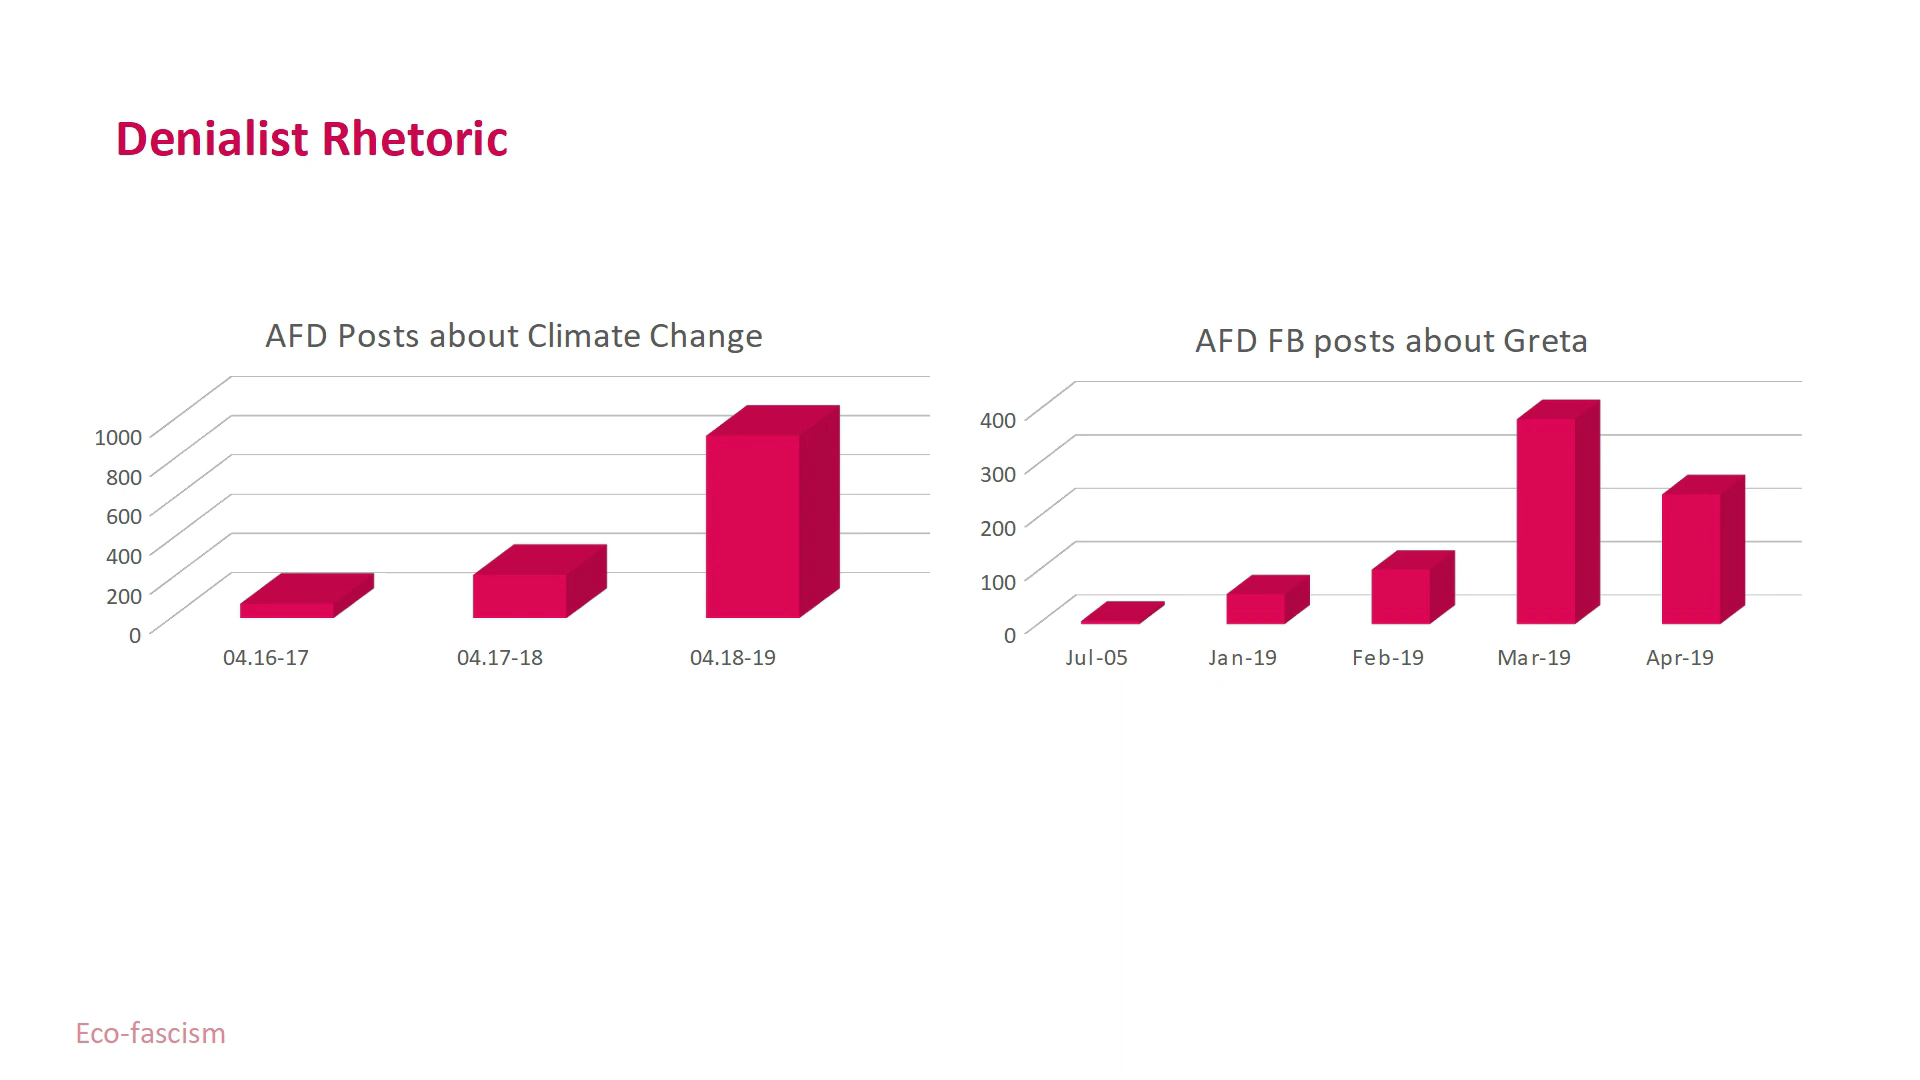 Denialist Rhetoric
AFD Posts about Climate Change
1000
800
600
400
200
0
04.16-17 04.17-18 04.18-19
AFD FB posts about Greta
400
300
200
100
0
Jul-05 Jan-19 Feb-19 Mar-19 Apr-19
Eco-fascism